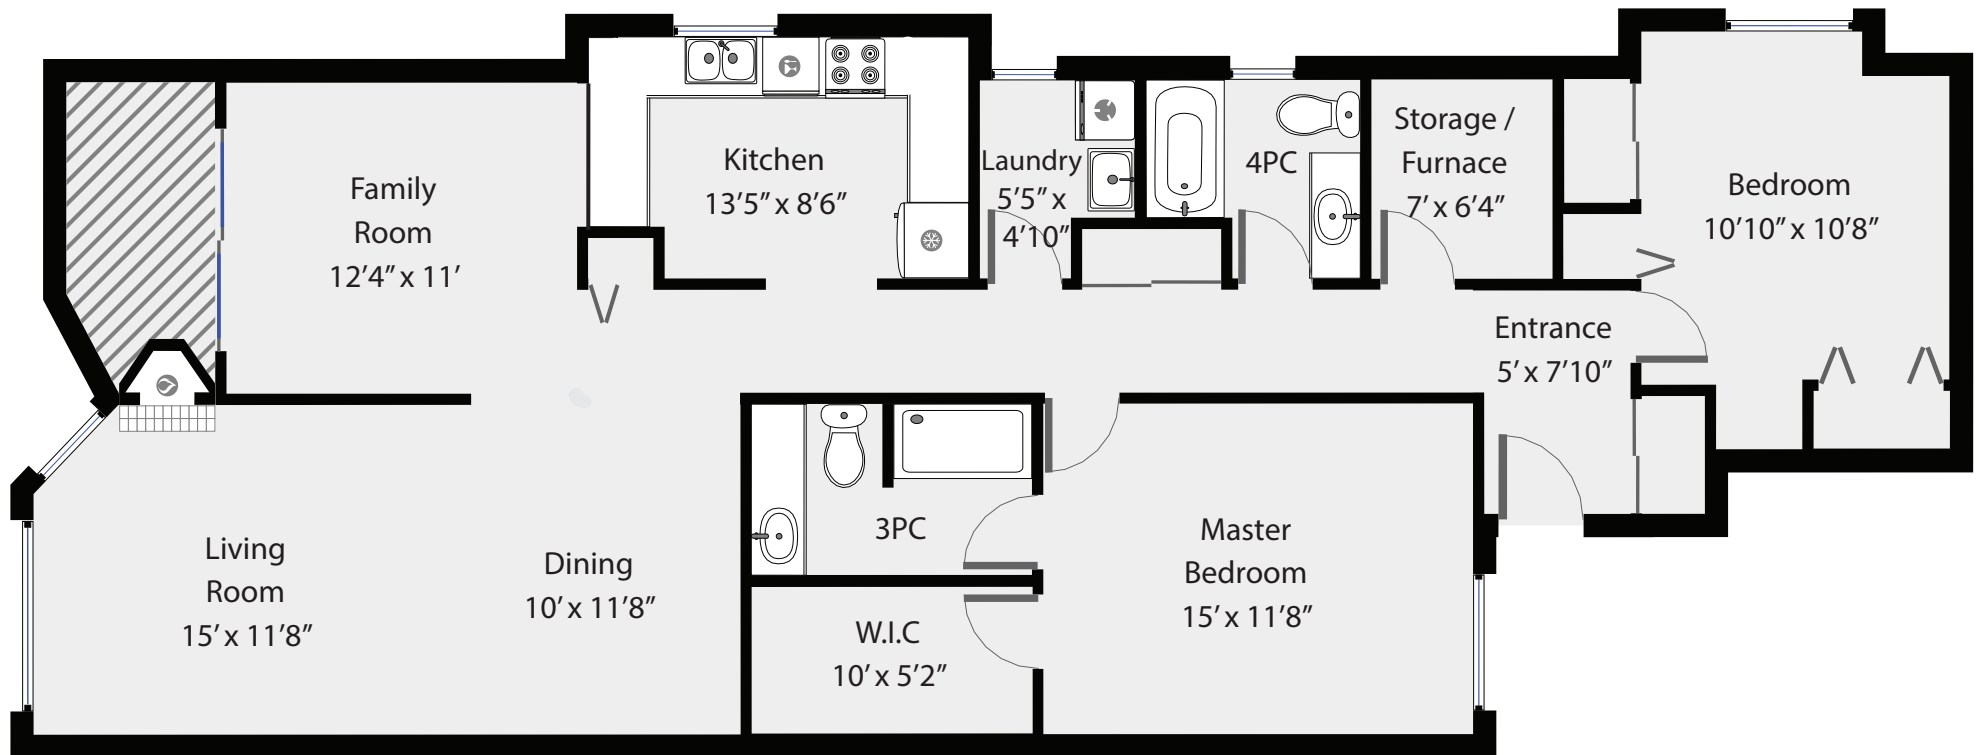 Family
Room
12'4" x 11'
Kitchen
13'5" x 8'6"
Laundry
5'5" x
4'10"
4PC
Storage /
Furnace
7' x 6'4"
Bedroom
10'10" x 10'8"
Entrance
5' x 7'10"
Living
Room
15' x 11'8"
Dining
10' x 11'8"
3PC
W.I.C
10' x 5'2"
Master
Bedroom
15' x 11'8"